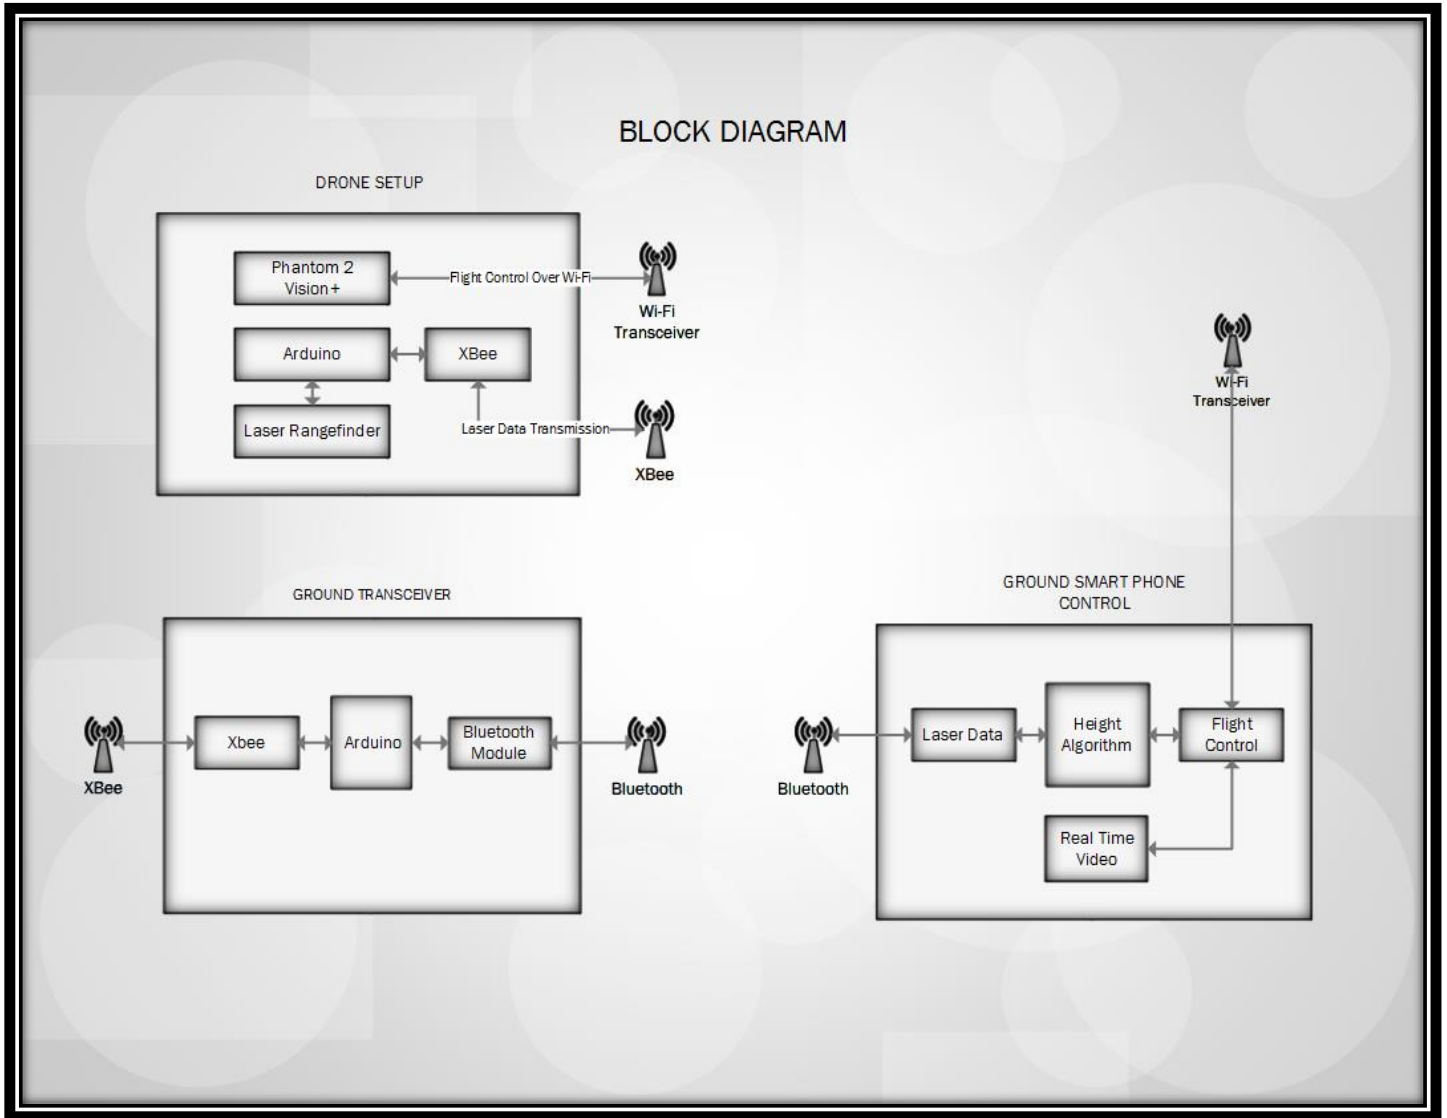 BLOCK DIAGRAM
DRONE SETUP
Phantom 2
Vision+
Flight Control Over Wi-Fi
Wi-Fi
Transceiver
Arduino
XBee
Laser Rangefinder
Laser Data Transmission
XBee
Wi-Fi
Transceiver
GROUND TRANSCEIVER
XBee
Xbee
Arduino
Bluetooth
Module
Bluetooth
GROUND SMART PHONE
CONTROL
Bluetooth
Laser Data
Height
Algorithm
Flight
Control
Real Time
Video